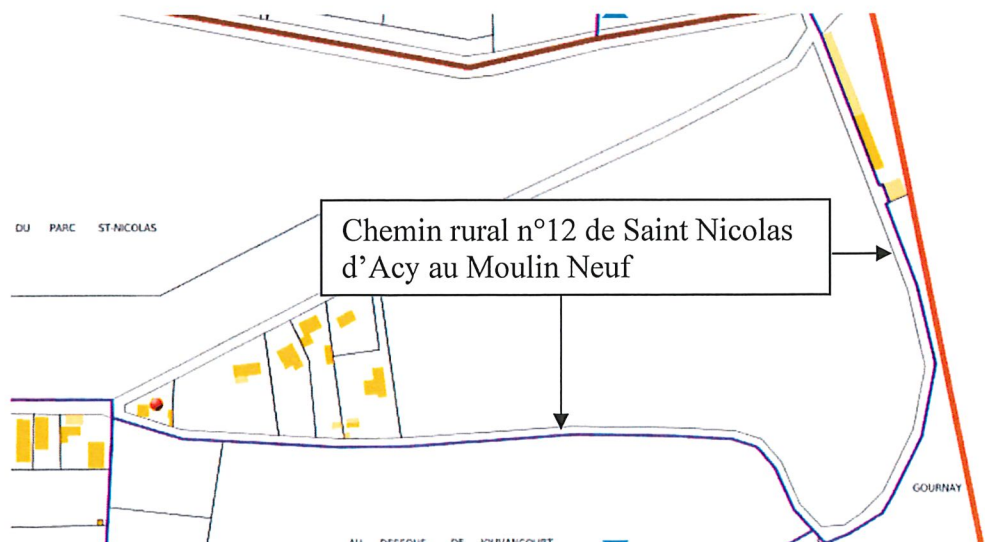 DU PARC ST-NICOLAS
Chemin rural n°12 de Saint Nicolas
d'Acy au Moulin Neuf
GOURNAY